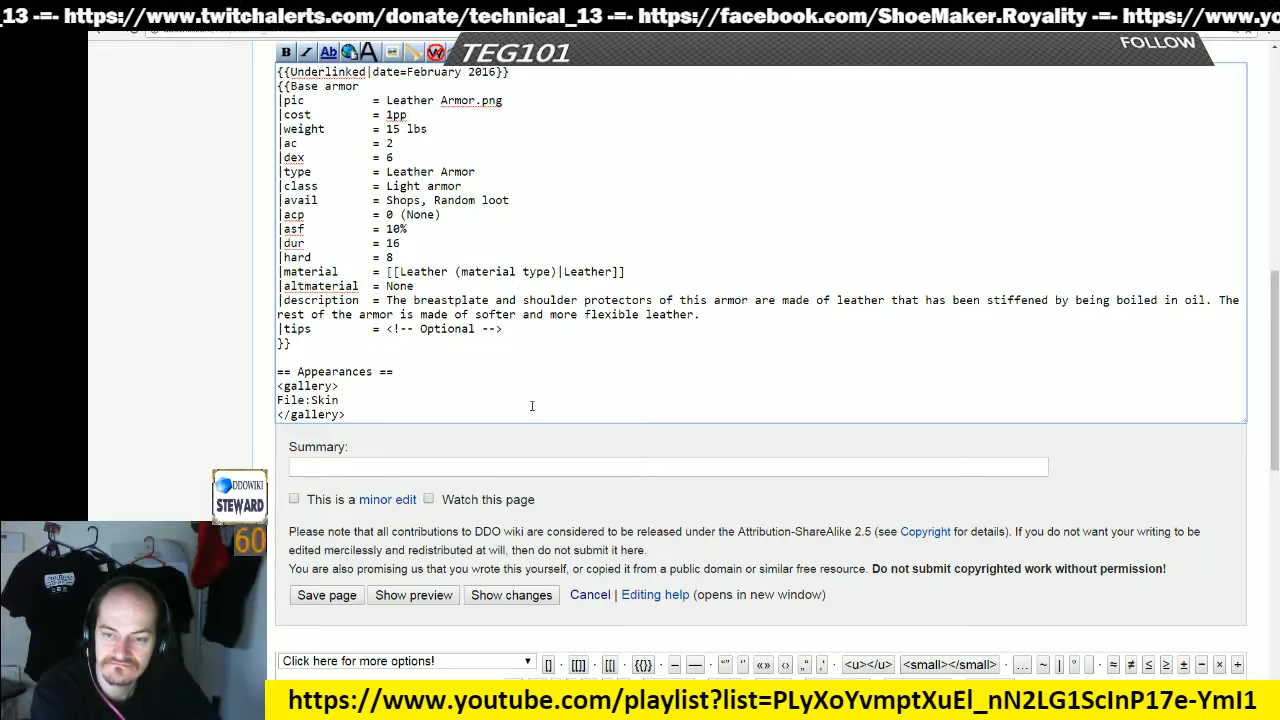 13 -=- https://www.twitchalerts.com/donate/technical_13 -=- https://facebook.com/ShoeMaker.Royality -=- https://www.yo
TEG101
FOLLOW
B I Ab A W
{{Underlinked|date=February 2016}}
{{Base armor
|pic = Leather Armor.png
|cost = 1pp
|weight = 15 lbs
|ac = 2
|dex = 6
|type = Leather Armor
|class = Light armor
|avail = Shops, Random loot
|acp = 0 (None)
|asf = 10%
|dur = 16
|hard = 8
|material = [[Leather (material type)|Leather]]
|altmaterial = None
|description = The breastplate and shoulder protectors of this armor are made of leather that has been stiffened by being boiled in oil. The
rest of the armor is made of softer and more flexible leather.
|tips = <!-- Optional -->
}}
== Appearances ==
<gallery>
File:Skin
</gallery>
Summary:
This is a minor edit Watch this page
DDOWIKI
STEWARD
60
Please note that all contributions to DDO wiki are considered to be released under the Attribution-ShareAlike 2.5 (see Copyright for details). If you do not want your writing to be
edited mercilessly and redistributed at will, then do not submit it here.
You are also promising us that you wrote this yourself, or copied it from a public domain or similar free resource. Do not submit copyrighted work without permission!
Save page Show preview Show changes Cancel | Editing help (opens in new window)
Click here for more options! [] · [[]] · [[ · {{}} · – — · “” · ‘’ · «» · ‹› · „“ · ‚‘ · <u></u> · <small></small> · … ~ | ° · ≈ ≠ ≤ ≥ ± − × ÷
https://www.youtube.com/playlist?list=PLyXoYvmptXuEl_nN2LG1ScInP17e-YmI1